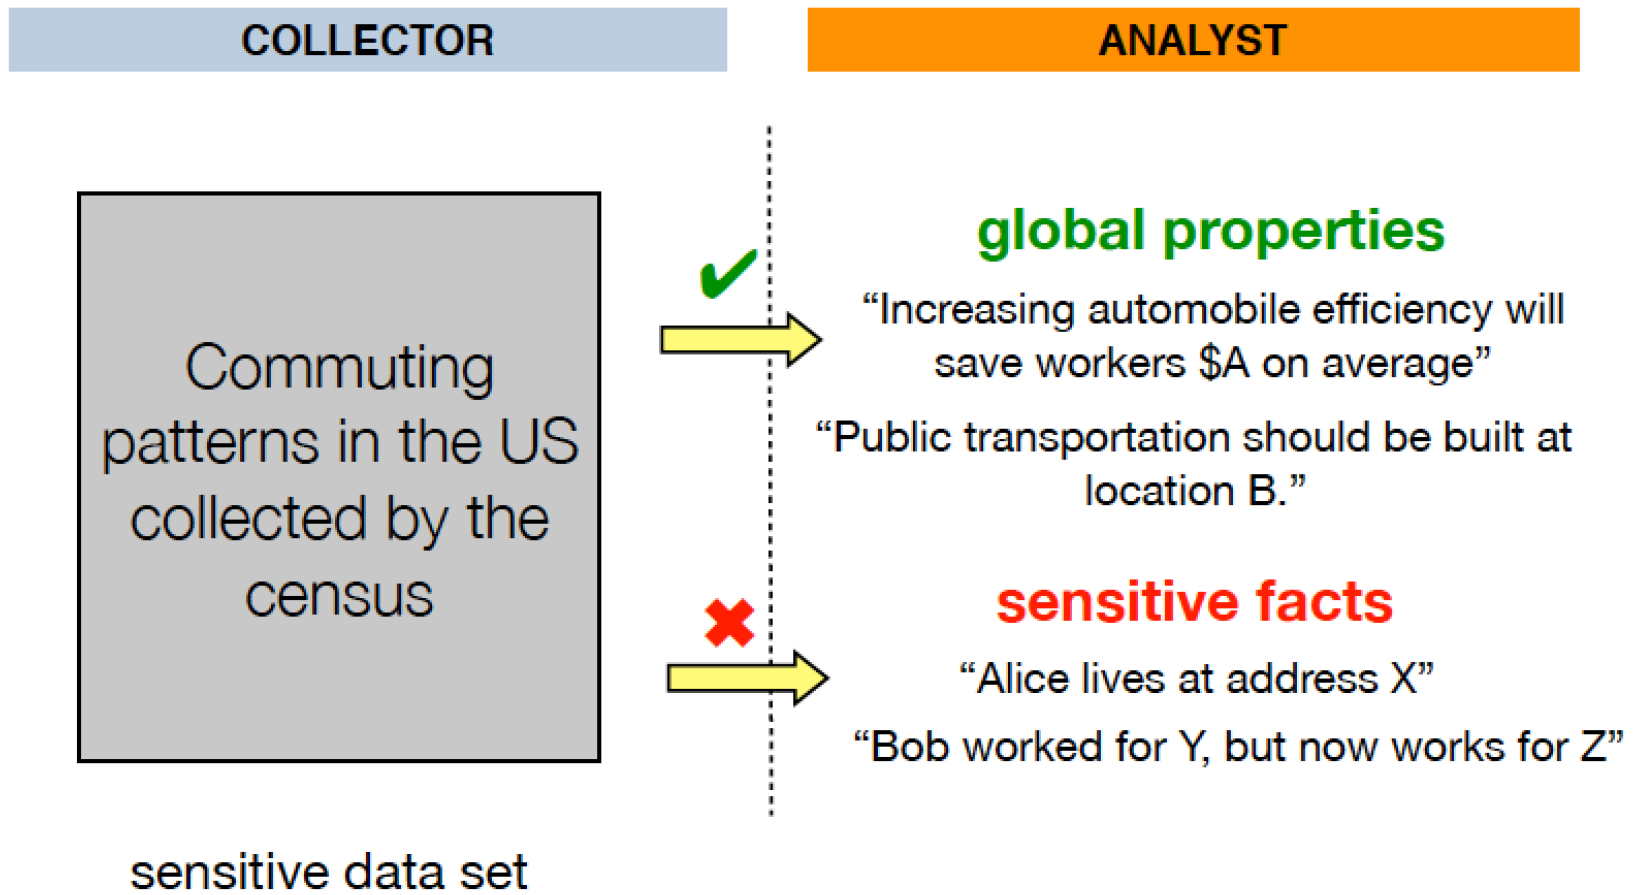 COLLECTOR
ANALYST
Commuting
patterns in the US
collected by the
census
sensitive data set
global properties
“Increasing automobile efficiency will
save workers $A on average”
“Public transportation should be built at
location B.”
sensitive facts
“Alice lives at address X”
“Bob worked for Y, but now works for Z”